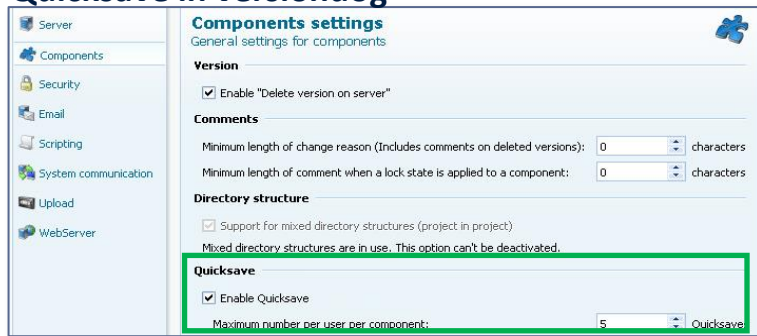 Quicksave in versiondog
Server
Components
Security
Email
Scripting
System communication
Upload
WebServer
Components settings
General settings for components
Version
Enable "Delete version on server"
Comments
Minimum length of change reason (Includes comments on deleted versions): 0 characters
Minimum length of comment when a lock state is applied to a component: 0 characters
Directory structure
Support for mixed directory structures (project in project)
Mixed directory structures are in use. This option can't be deactivated.
Quicksave
Enable Quicksave
Maximum number per user per component: 5 Quicksave